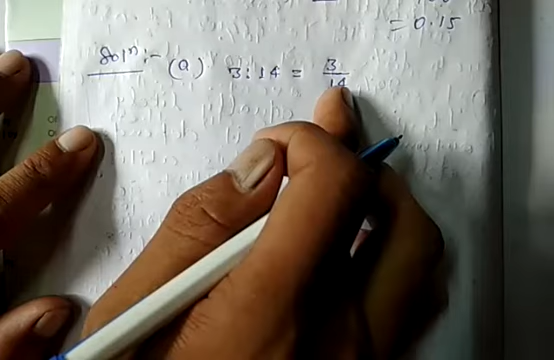 = 0.15
Solⁿ:- (a) 3:14 = 3/14